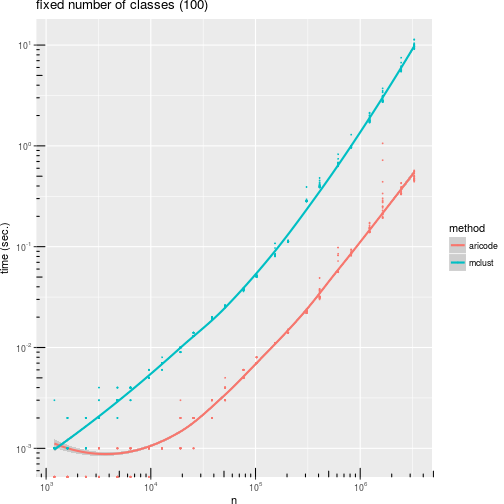 fixed number of classes (100)
10¹
10⁰
10⁻¹
10⁻²
10⁻³
time (sec.)
10³ 10⁴ 10⁵ 10⁶
n
method
aricode
mclust